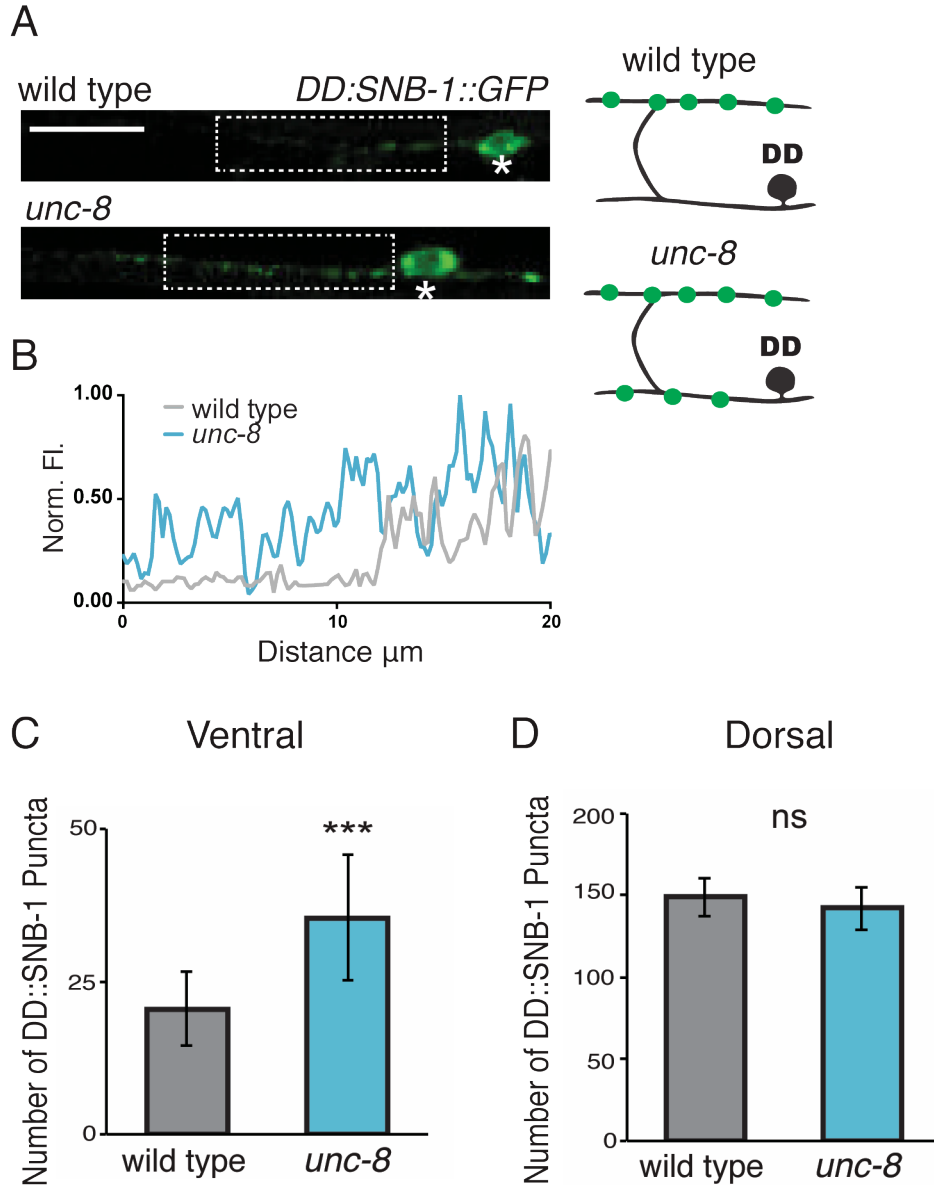 A
wild type
DD:SNB-1::GFP
*
unc-8
*
wild type
DD
unc-8
DD
B
1.00
0.50
0.00
Norm. Fl.
wild type
unc-8
0
10
20
Distance µm
C
Ventral
Number of DD::SNB-1 Puncta
50
25
0
***
wild type
unc-8
D
Dorsal
Number of DD::SNB-1 Puncta
200
150
100
50
0
ns
wild type
unc-8